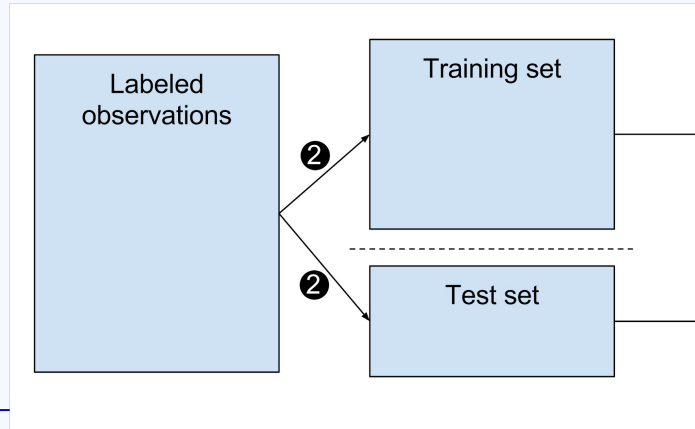 Labeled
observations
2
2
Training set
Test set